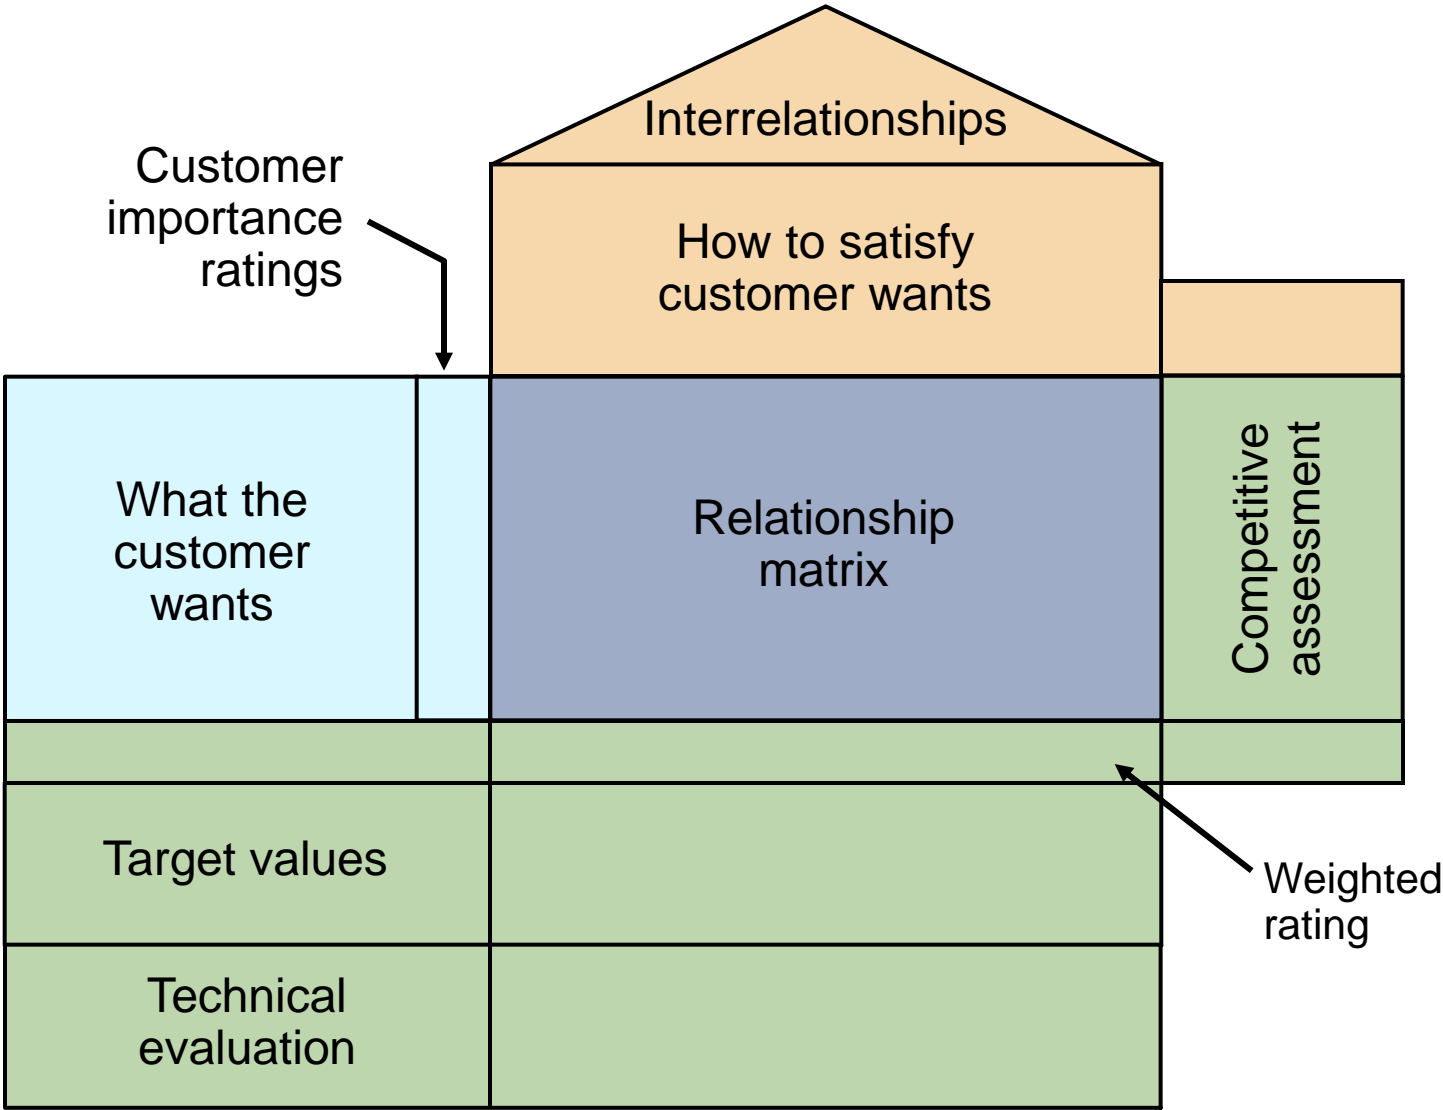 Interrelationships
Customer
importance
ratings
How to satisfy
customer wants
What the
customer
wants
Relationship
matrix
Competitive
assessment
Target values
Weighted
rating
Technical
evaluation